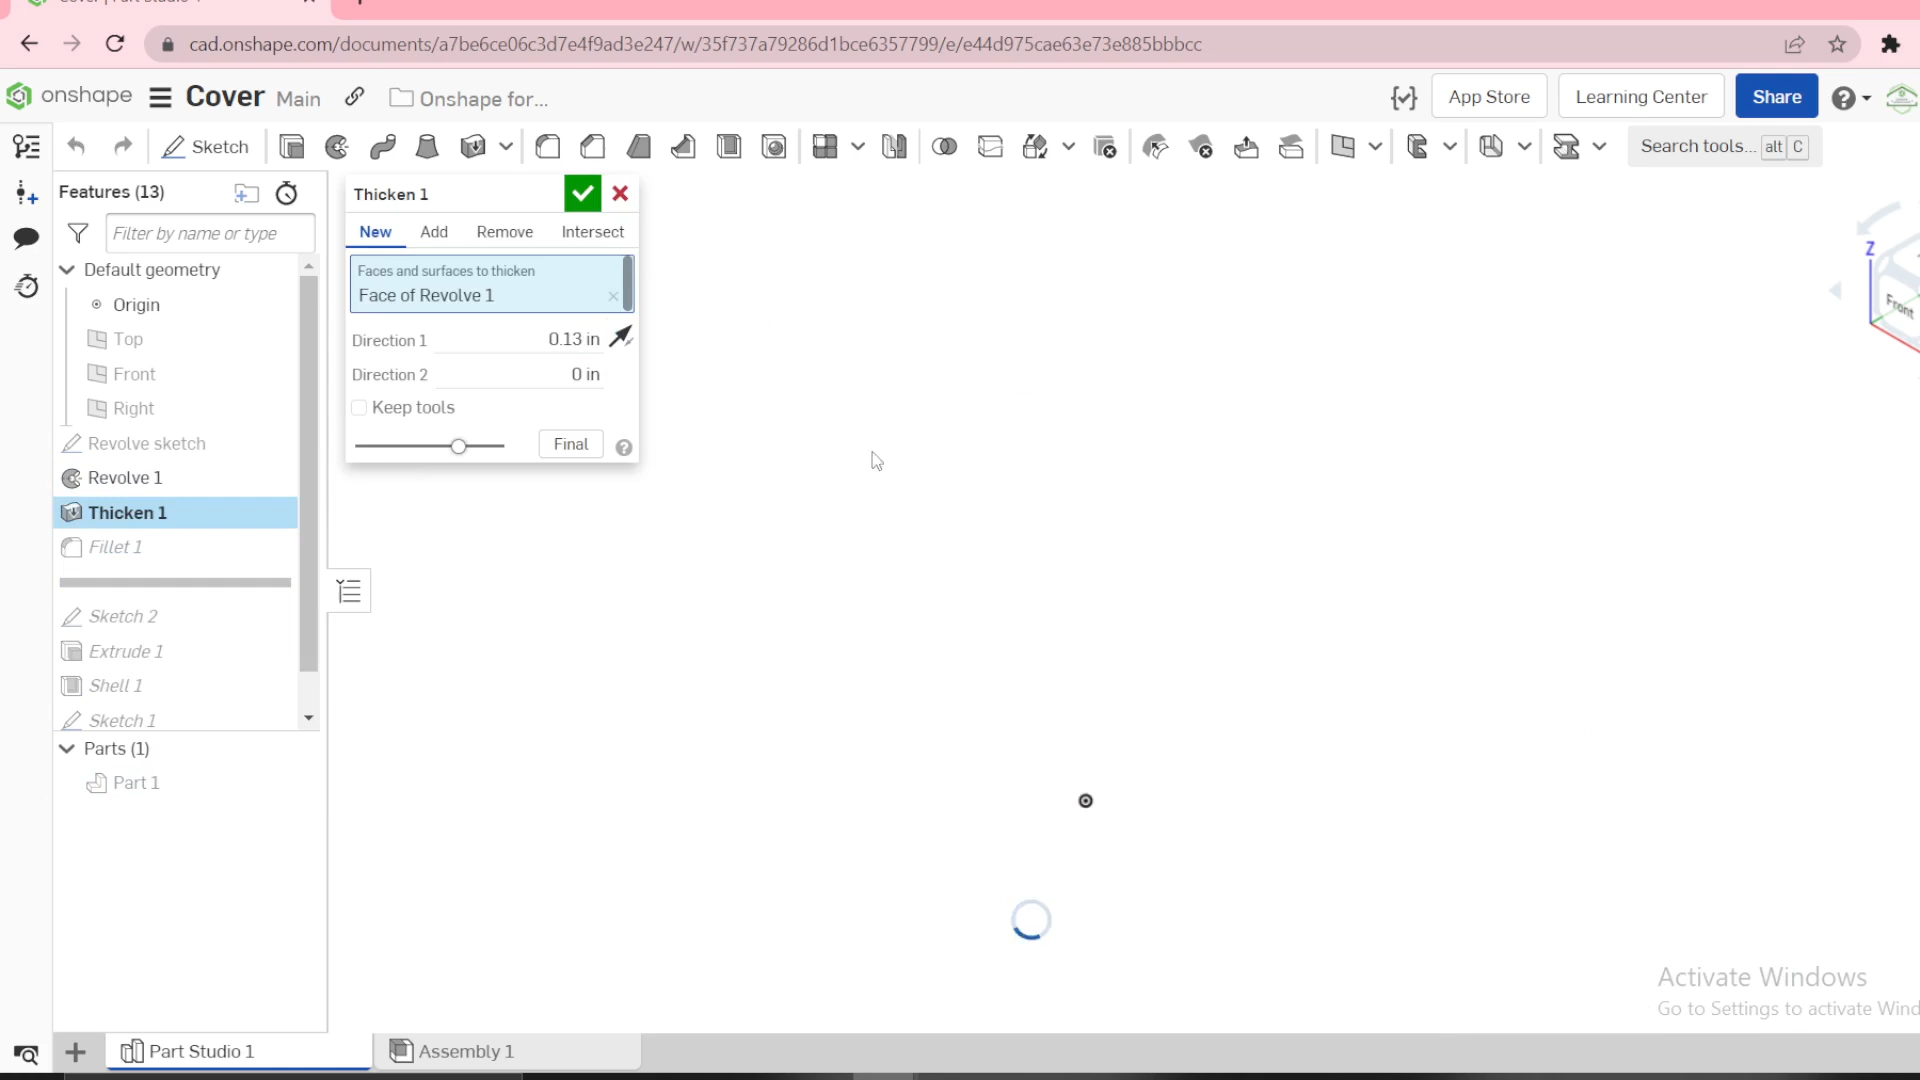 cad.onshape.com/documents/a7be6ce06c3d7e4f9ad3e247/w/35f737a79286d1bce6357799/e/e44d975cae63e73e885bbbcc
onshape Cover Main Onshape for... App Store Learning Center Share
Sketch Search tools... alt C
Features (13)
Filter by name or type
Default geometry
Origin
Top
Front
Right
Revolve sketch
Revolve 1
Thicken 1
Fillet 1
Sketch 2
Extrude 1
Shell 1
Sketch 1
Parts (1)
Part 1
Thicken 1
New Add Remove Intersect
Faces and surfaces to thicken
Face of Revolve 1
Direction 1 0.13 in
Direction 2 0 in
Keep tools
Final
Z
Front
Activate Windows
Go to Settings to activate Wind
Part Studio 1 Assembly 1